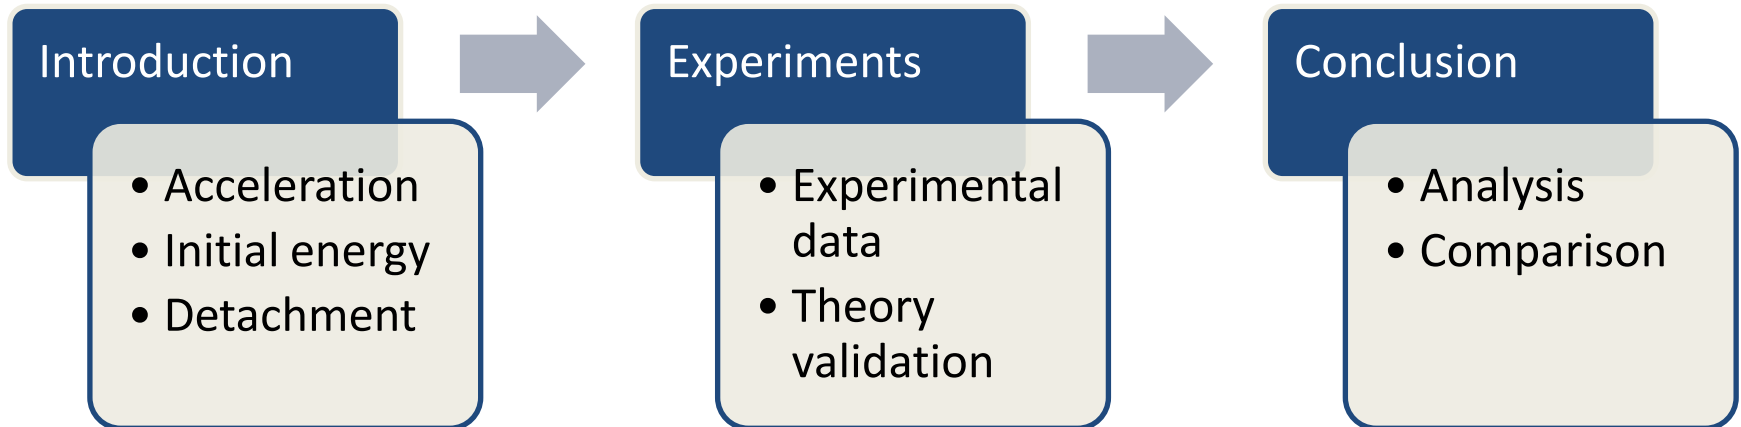 Introduction
• Acceleration
• Initial energy
• Detachment
Experiments
• Experimental
data
• Theory
validation
Conclusion
• Analysis
• Comparison